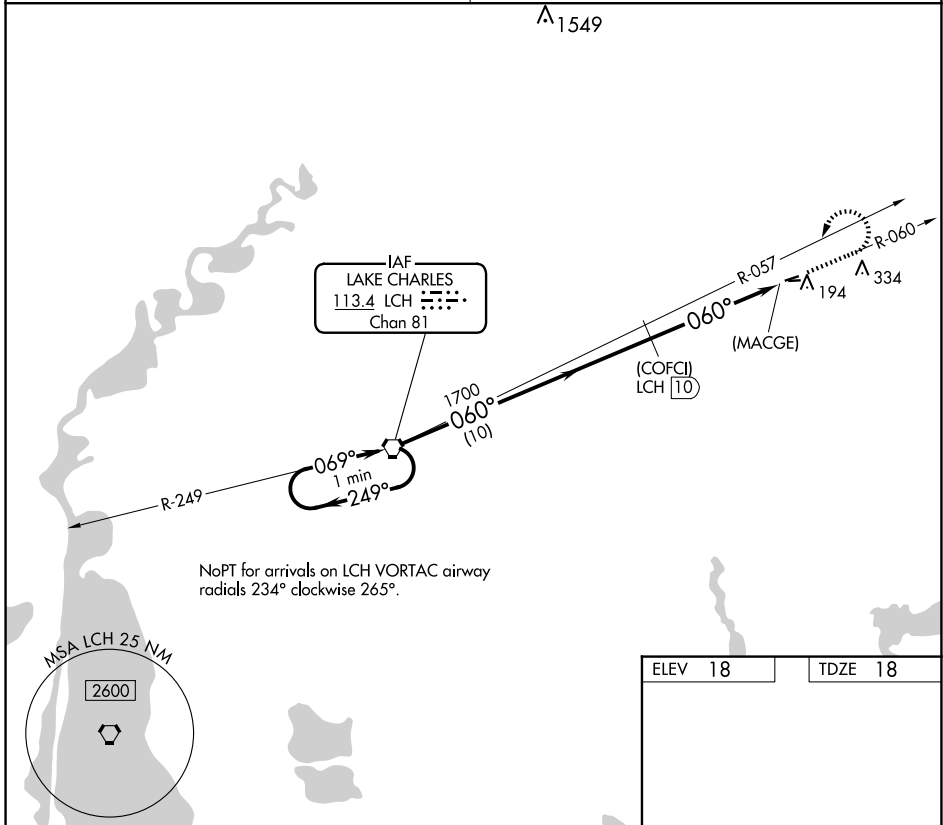 1549
IAF
LAKE CHARLES
113.4 LCH
Chan 81
R-057
R-060
194
334
060°
(MACGE)
(COFCI)
LCH 10
1700
060°
(10)
069°
1 min
249°
R-249
NoPT for arrivals on LCH VORTAC airway
radials 234° clockwise 265°.
MSA LCH 25 NM
2600
ELEV 18
TDZE 18